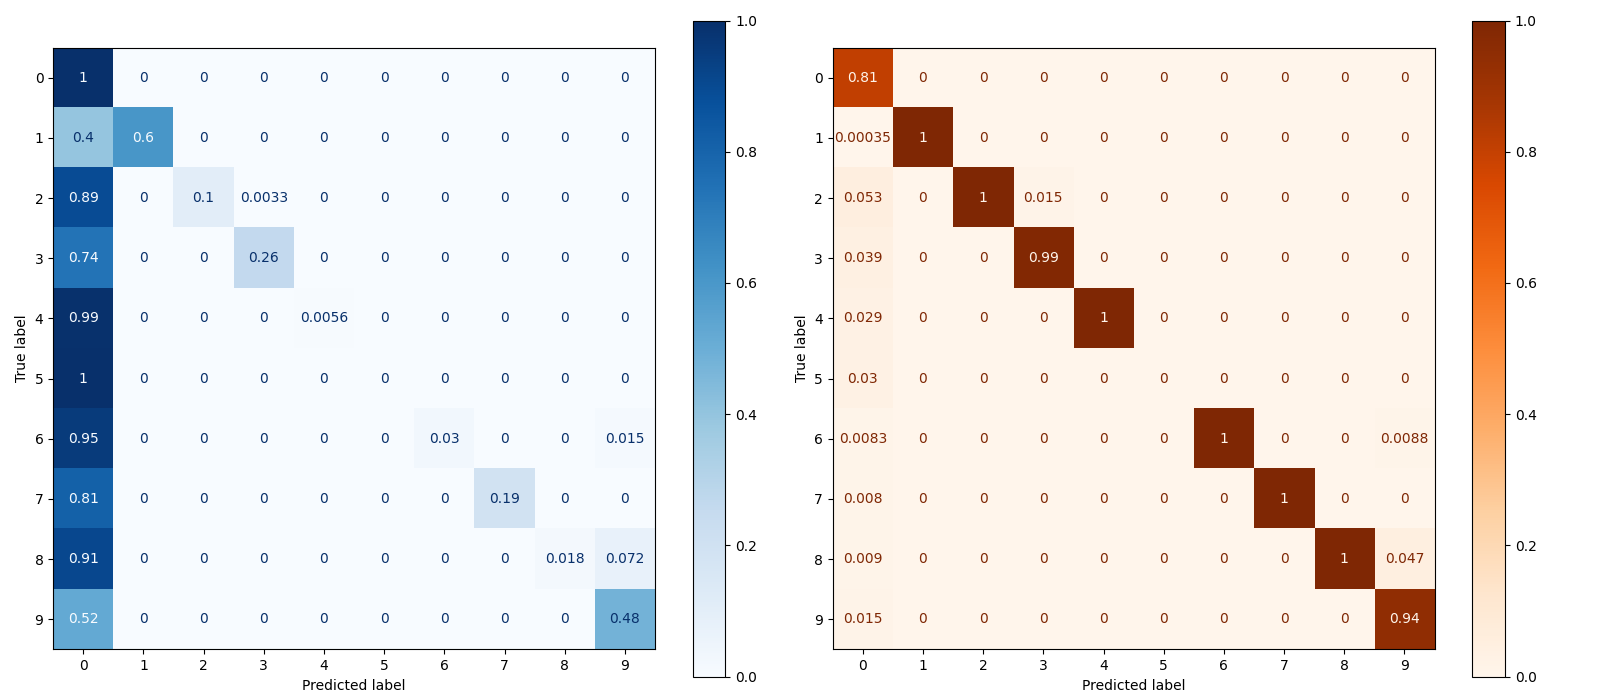 1.0 1.0
0 1 0 0 0 0 0 0 0 0 0 0 0.81 0 0 0 0 0 0 0 0 0
1 0.4 0.6 0 0 0 0 0 0 0 0 1 0.00035 1 0 0 0 0 0 0 0 0
0.8 0.8
2 0.89 0 0.1 0.0033 0 0 0 0 0 0 2 0.053 0 1 0.015 0 0 0 0 0 0
3 0.74 0 0 0.26 0 0 0 0 0 0 3 0.039 0 0 0.99 0 0 0 0 0 0
0.6 0.6
4 0.99 0 0 0 0.0056 0 0 0 0 0 4 0.029 0 0 0 1 0 0 0 0 0
True label True label
5 1 0 0 0 0 0 0 0 0 0 5 0.03 0 0 0 0 0 0 0 0 0
0.4 0.4
6 0.95 0 0 0 0 0 0.03 0 0 0.015 6 0.0083 0 0 0 0 0 1 0 0 0.0088
7 0.81 0 0 0 0 0 0 0.19 0 0 7 0.008 0 0 0 0 0 0 1 0 0
0.2 0.2
8 0.91 0 0 0 0 0 0 0 0.018 0.072 8 0.009 0 0 0 0 0 0 0 1 0.047
9 0.52 0 0 0 0 0 0 0 0 0.48 9 0.015 0 0 0 0 0 0 0 0 0.94
0 1 2 3 4 5 6 7 8 9 0 1 2 3 4 5 6 7 8 9
0.0 0.0
Predicted label Predicted label